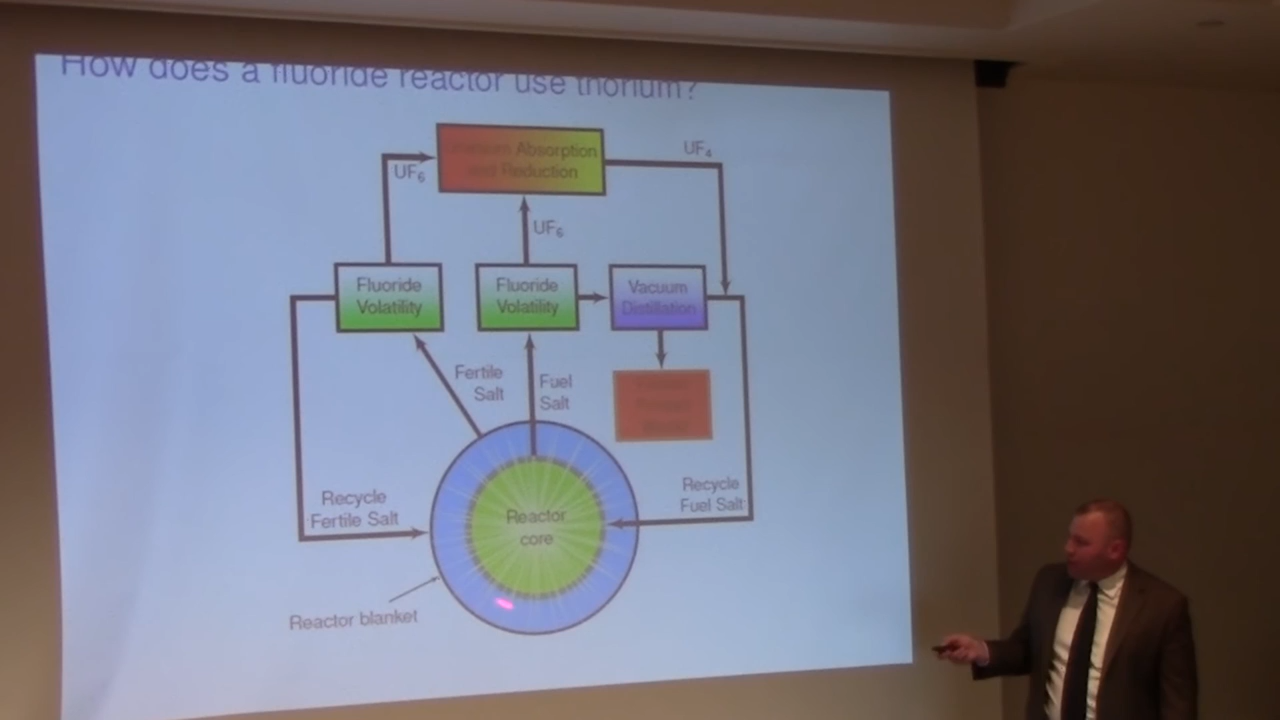 How does a fluoride reactor use thorium?
Absorption
and Reduction
UF₆
UF₄
UF₆
Fluoride
Volatility
Fluoride
Volatility
Vacuum
Distillation
Fertile
Salt
Fuel
Salt
Recycle
Fertile Salt
Recycle
Fuel Salt
Reactor
core
Reactor blanket